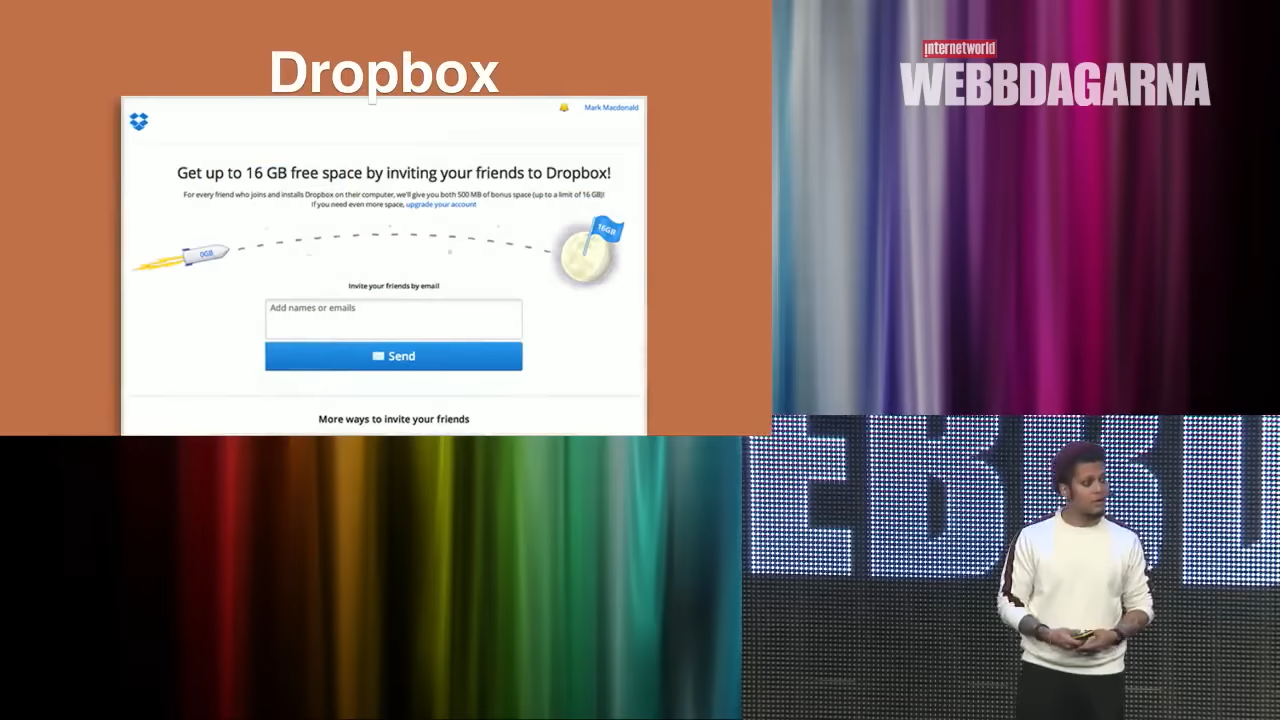 Dropbox
Mark Macdonald
Get up to 16 GB free space by inviting your friends to Dropbox!
For every friend who joins and installs Dropbox on their computer, we'll give you both 500 MB of bonus space (up to a limit of 16 GB)!
If you need even more space, upgrade your account
16GB
0GB
Invite your friends by email
Add names or emails
Send
More ways to invite your friends
internetworld
WEBBDAGARNA
EBBD